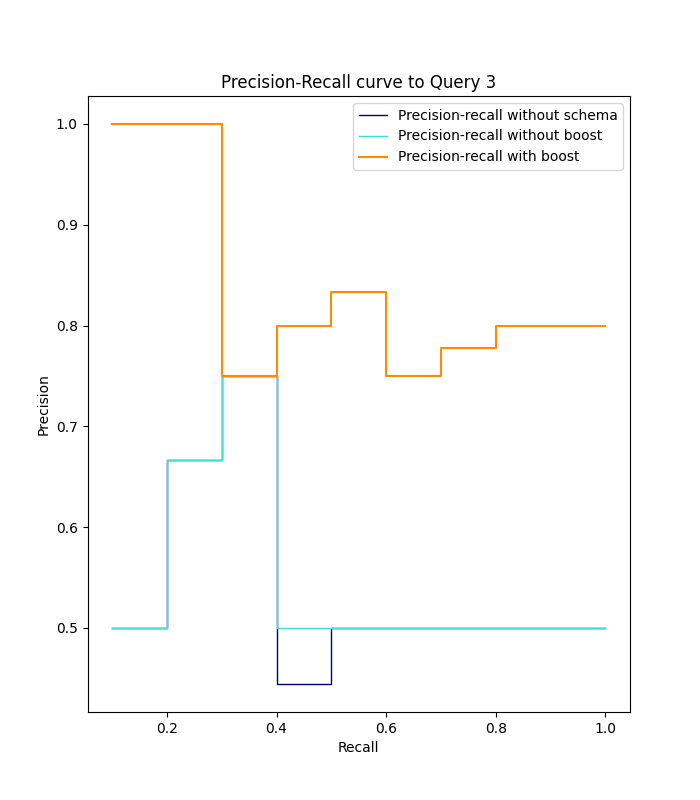 Precision-Recall curve to Query 3
Precision-recall without schema
Precision-recall without boost
Precision-recall with boost
1.0
0.9
0.8
0.7
0.6
0.5
Precision
0.2
0.4
0.6
0.8
1.0
Recall